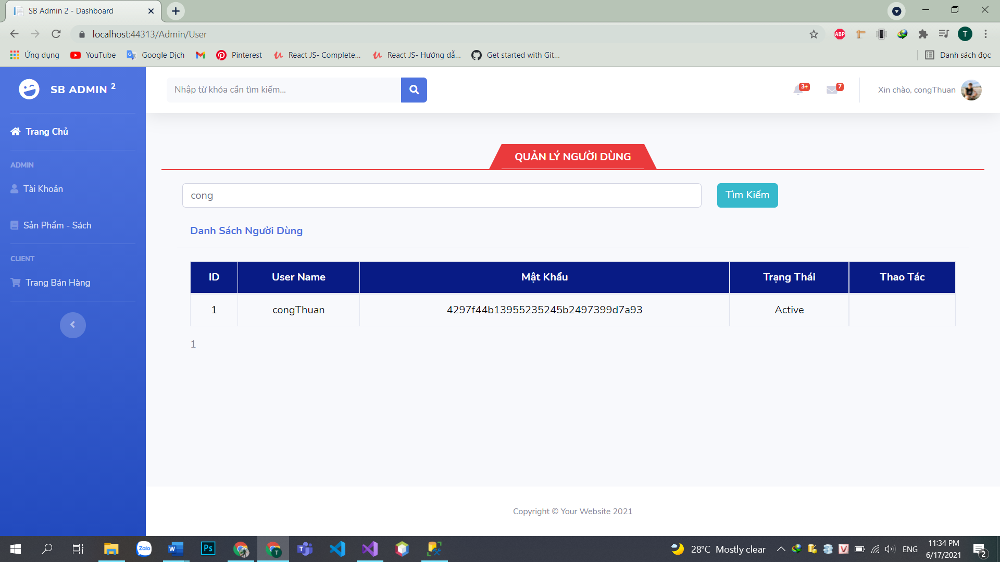 SB Admin 2 - Dashboard
localhost:44313/Admin/User
ABP
T
Ứng dụng
YouTube
Google Dịch
Pinterest
React JS- Complete...
React JS- Hướng dẫ...
Get started with Git...
Danh sách đọc
SB ADMIN 2
Nhập từ khóa cần tìm kiếm...
3+
7
Xin chào, congThuan
Trang Chủ
ADMIN
Tài Khoản
Sản Phẩm - Sách
CLIENT
Trang Bán Hàng
QUẢN LÝ NGƯỜI DÙNG
cong
Tìm Kiếm
Danh Sách Người Dùng
ID User Name Mật Khẩu Trạng Thái Thao Tác
1 congThuan 4297f44b13955235245b2497399d7a93 Active
1
Copyright © Your Website 2021
Zalo
W
Ps
T
T
28°C Mostly clear
V
ENG
11:34 PM
6/17/2021
2